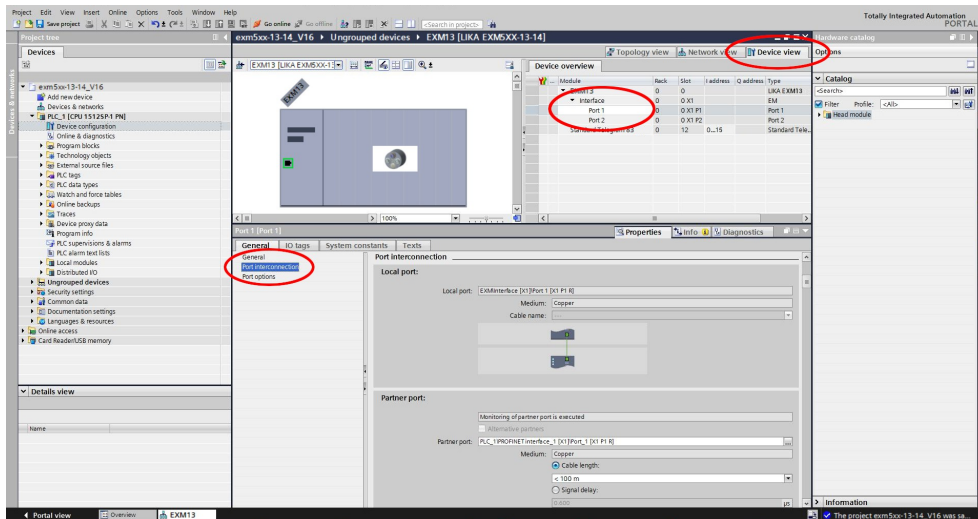 Project Edit View Insert Online Options Tools Window Help
Totally Integrated Automation
PORTAL
Save project Go online Go offline <Search in project>
Project tree
exm5xx-13-14_V16 Ungrouped devices EXM13 [LIKA EXM5XX-13-14]
Hardware catalog
Devices
Topology view Network view Device view
Options
EXM13 [LIKA EXM5XX-13
Device overview
Module Rack Slot I address Q address Type
EXM13 0 0 LIKA EXM13
Interface 0 0 X1 EM
Port 1 0 0 X1 P1 Port 1
Port 2 0 0 X1 P2 Port 2
Standard Telegram 83 0 12 0...15 Standard Tele...
Catalog
<Search>
Filter Profile: <All>
Head module
Devices & networks
exm5xx-13-14_V16
Add new device
Devices & networks
PLC_1 [CPU 1512SP-1 PN]
Device configuration
Online & diagnostics
Program blocks
Technology objects
External source files
PLC tags
PLC data types
Watch and force tables
Online backups
Traces
Device proxy data
Program info
PLC supervisions & alarms
PLC alarm text lists
Local modules
Distributed I/O
Ungrouped devices
Security settings
Common data
Documentation settings
Languages & resources
Online access
Card Reader/USB memory
EXM13
100%
Port 1 [Port 1]
Properties Info Diagnostics
General IO tags System constants Texts
General
Port interconnection
Port options
Port interconnection
Local port:
Local port: EXM\Interface [X1]\Port 1 [X1 P1 R]
Medium: Copper
Cable name: ---
Partner port:
Monitoring of partner port is executed
Alternative partners
Partner port: PLC_1\PROFINET interface_1 [X1]\Port_1 [X1 P1 R]
Medium: Copper
Cable length:
< 100 m
Signal delay:
0.600 µs
Details view
Name
Information
Portal view Overview EXM13
The project exm5xx-13-14_V16 was sa...